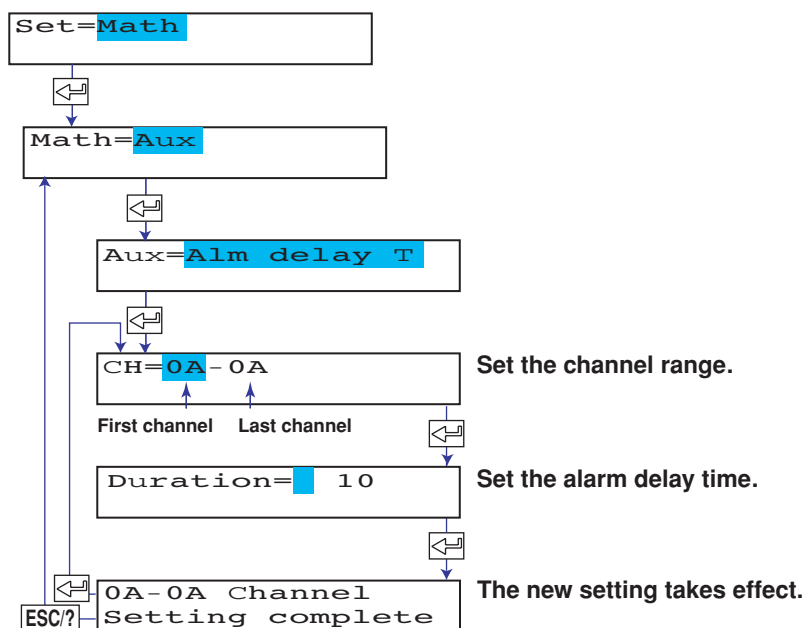 Set=Math
Math=Aux
Aux=Alm delay T
CH=0A-0A
Set the channel range.
First channel Last channel
Duration= 10
Set the alarm delay time.
0A-0A Channel
The new setting takes effect.
ESC/?
Setting complete